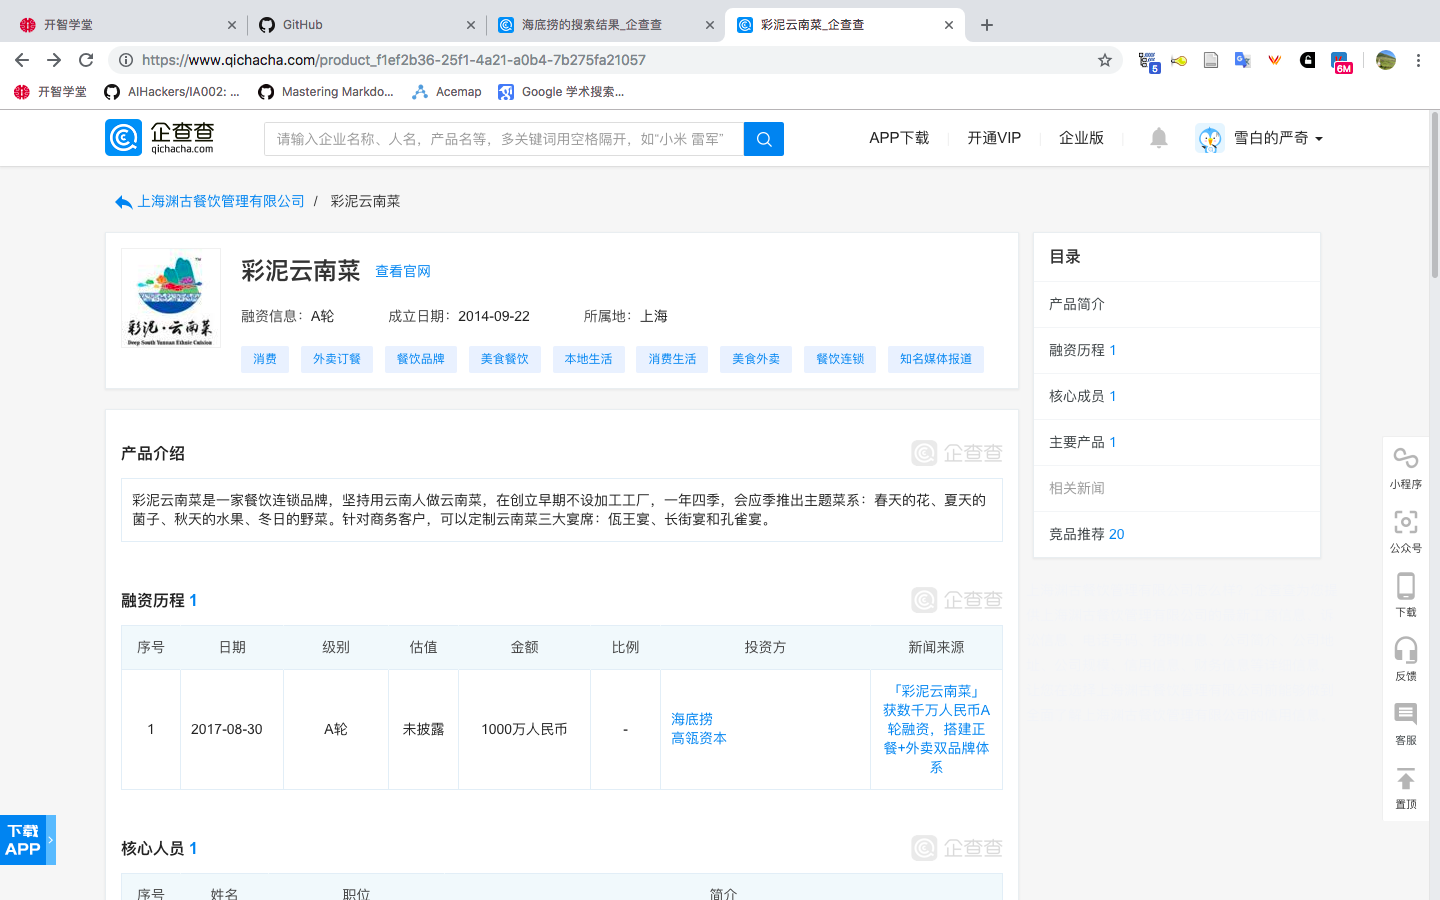 开智学堂
GitHub
海底捞的搜索结果_企查查
彩泥云南菜_企查查
https://www.qichacha.com/product_f1ef2b36-25f1-4a21-a0b4-7b275fa21057
5
6M
开智学堂
AIHackers/IA002: ...
Mastering Markdo...
Acemap
Google 学术搜索...
企查查
qichacha.com
请输入企业名称、人名，产品名等，多关键词用空格隔开，如“小米 雷军”
APP下载
开通VIP
企业版
雪白的严奇
上海渊古餐饮管理有限公司 / 彩泥云南菜
彩泥·云南菜
Deep South Yunnan Ethnic Cuision
TM
彩泥云南菜 查看官网
融资信息：A轮 成立日期：2014-09-22 所属地：上海
消费 外卖订餐 餐饮品牌 美食餐饮 本地生活 消费生活 美食外卖 餐饮连锁 知名媒体报道
目录
产品简介
融资历程 1
核心成员 1
主要产品 1
相关新闻
竞品推荐 20
产品介绍
企查查
彩泥云南菜是一家餐饮连锁品牌，坚持用云南人做云南菜，在创立早期不设加工工厂，一年四季，会应季推出主题菜系：春天的花、夏天的
菌子、秋天的水果、冬日的野菜。针对商务客户，可以定制云南菜三大宴席：佤王宴、长街宴和孔雀宴。
融资历程 1
企查查
序号 日期 级别 估值 金额 比例 投资方 新闻来源
1 2017-08-30 A轮 未披露 1000万人民币 -
海底捞
高瓴资本
「彩泥云南菜」
获数千万人民币A
轮融资，搭建正
餐+外卖双品牌体
系
核心人员 1
企查查
序号 姓名 职位 简介
小程序
公众号
下载
反馈
客服
置顶
下载
APP